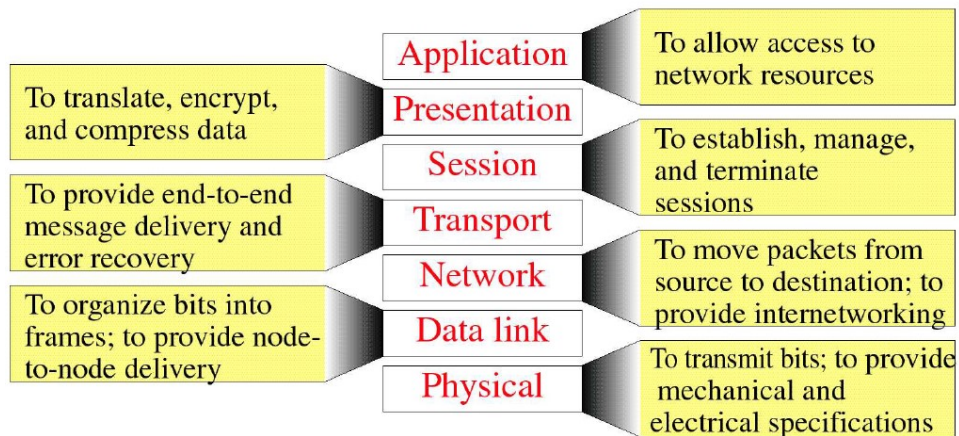 Application
To allow access to
network resources
To translate, encrypt,
and compress data
Presentation
Session
To establish, manage,
and terminate
sessions
To provide end-to-end
message delivery and
error recovery
Transport
Network
To move packets from
source to destination; to
provide internetworking
To organize bits into
frames; to provide node-
to-node delivery
Data link
Physical
To transmit bits; to provide
mechanical and
electrical specifications